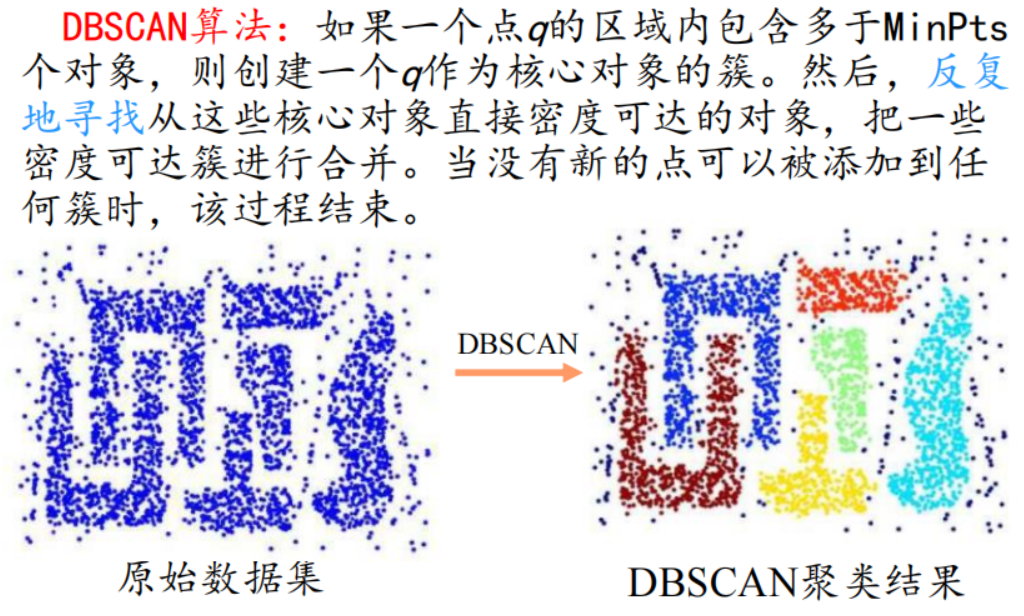 DBSCAN算法：如果一个点q的区域内包含多于MinPts
个对象，则创建一个q作为核心对象的簇。然后，反复
地寻找从这些核心对象直接密度可达的对象，把一些
密度可达簇进行合并。当没有新的点可以被添加到任
何簇时，该过程结束。
DBSCAN
原始数据集
DBSCAN聚类结果